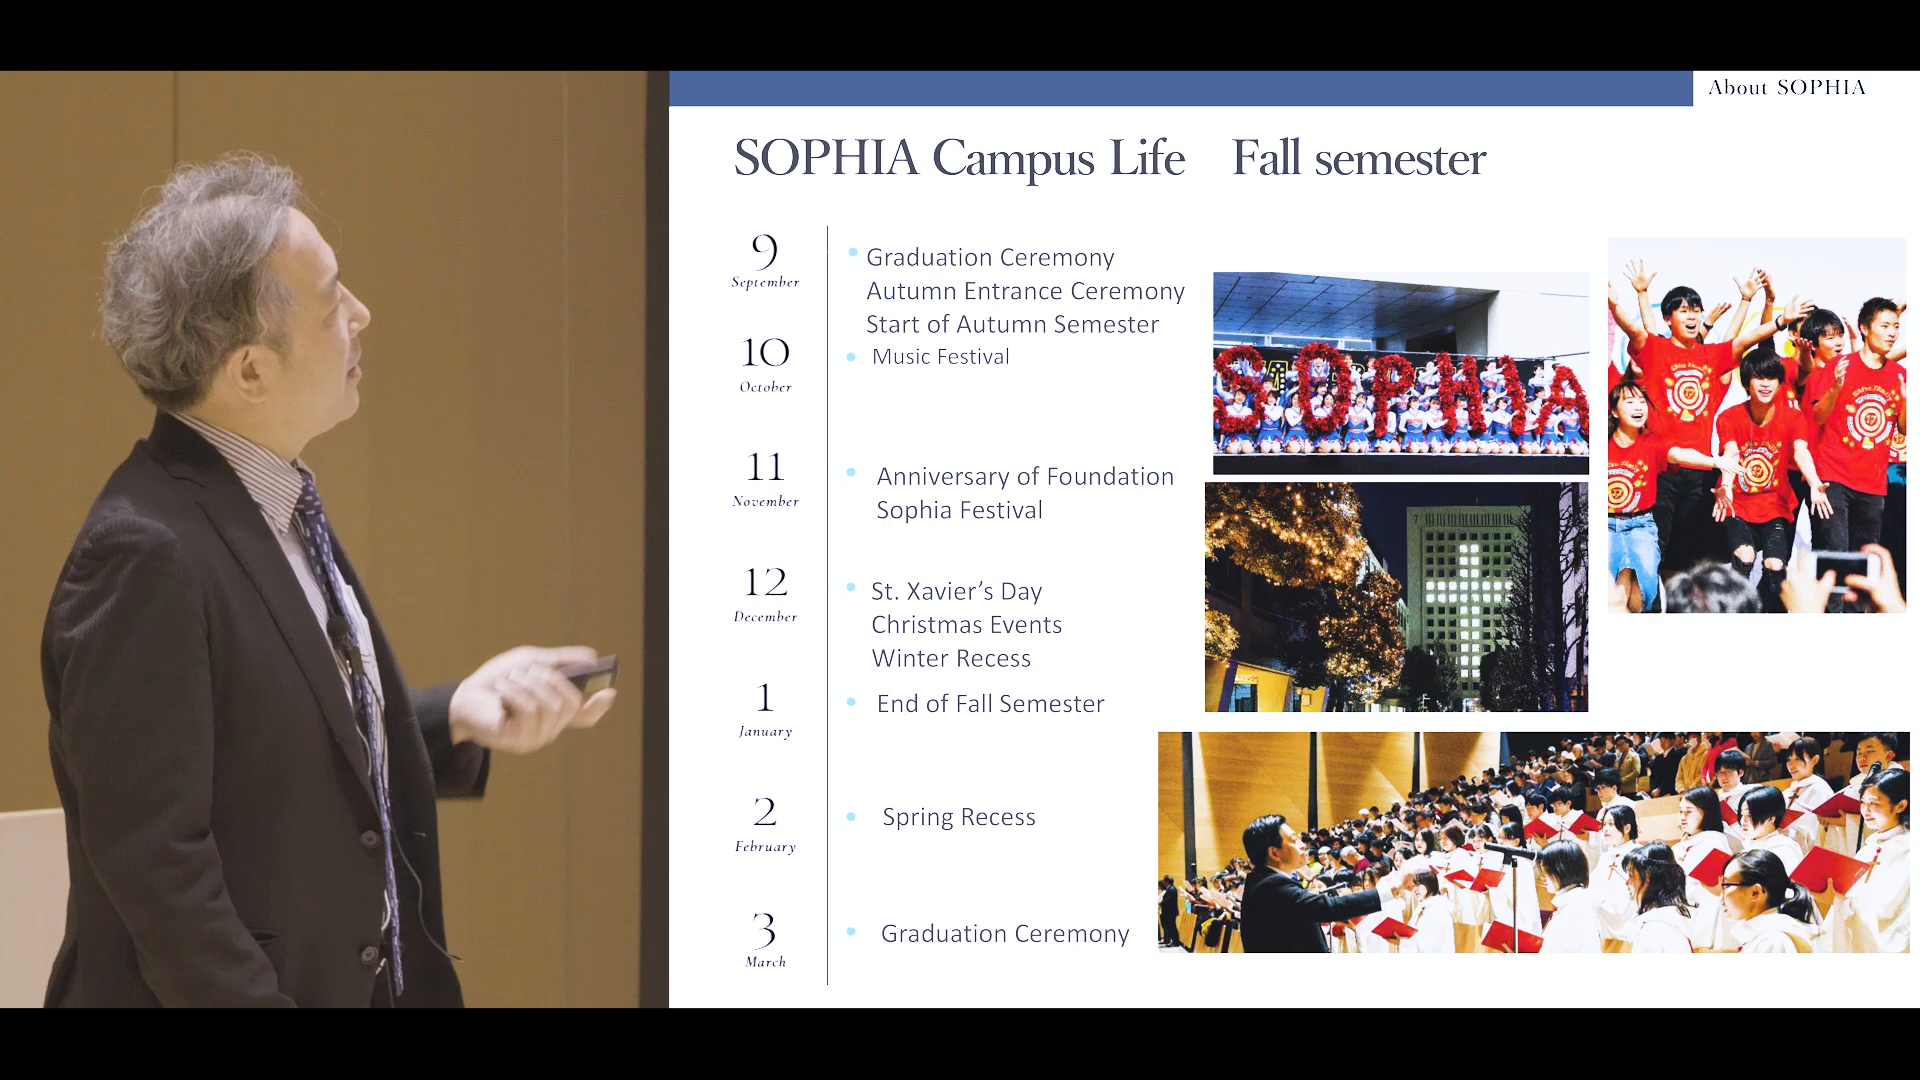 About SOPHIA
SOPHIA Campus Life Fall semester
9
September
Graduation Ceremony
Autumn Entrance Ceremony
Start of Autumn Semester
10
October
Music Festival
11
November
Anniversary of Foundation
Sophia Festival
12
December
St. Xavier’s Day
Christmas Events
Winter Recess
1
January
End of Fall Semester
2
February
Spring Recess
3
March
Graduation Ceremony
SOPHIA